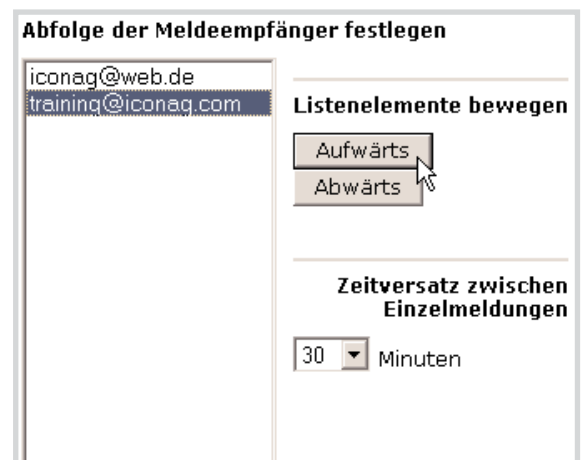 Abfolge der Meldeempfänger festlegen
iconag@web.de
training@iconag.com
Listenelemente bewegen
Aufwärts
Abwärts
Zeitversatz zwischen
Einzelmeldungen
30 Minuten